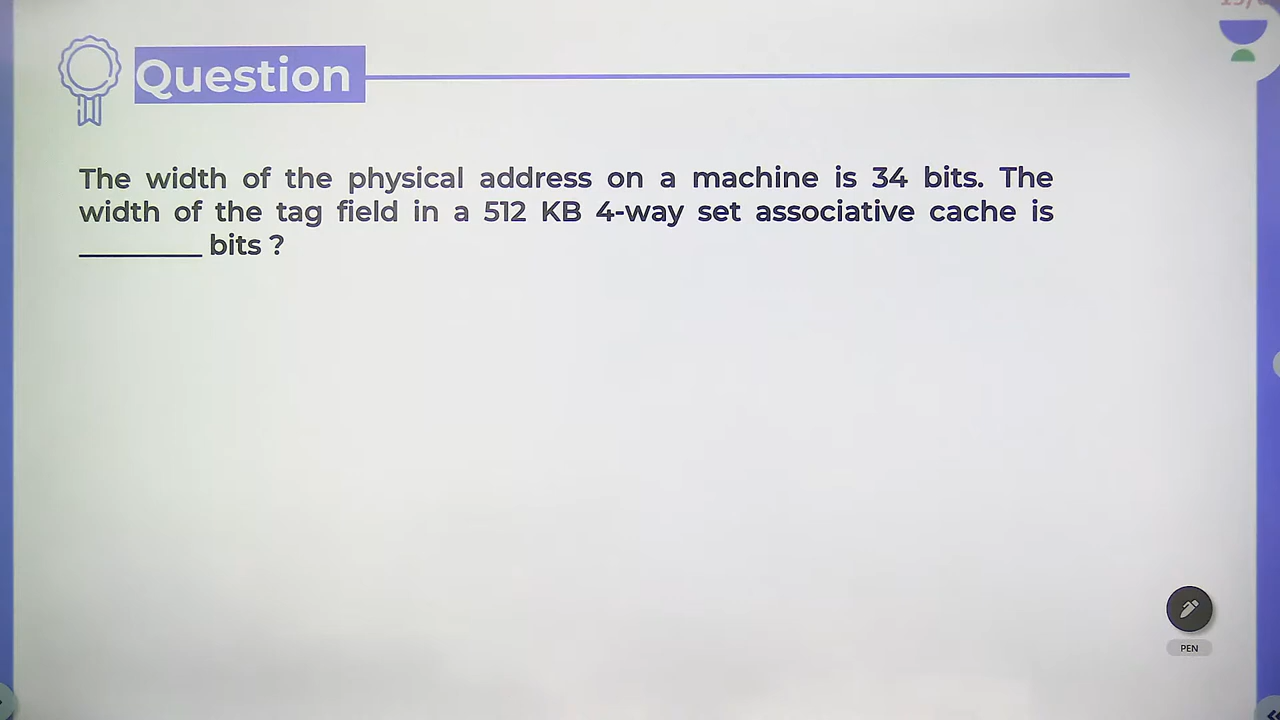 Question
The width of the physical address on a machine is 34 bits. The
width of the tag field in a 512 KB 4-way set associative cache is
________ bits ?
PEN